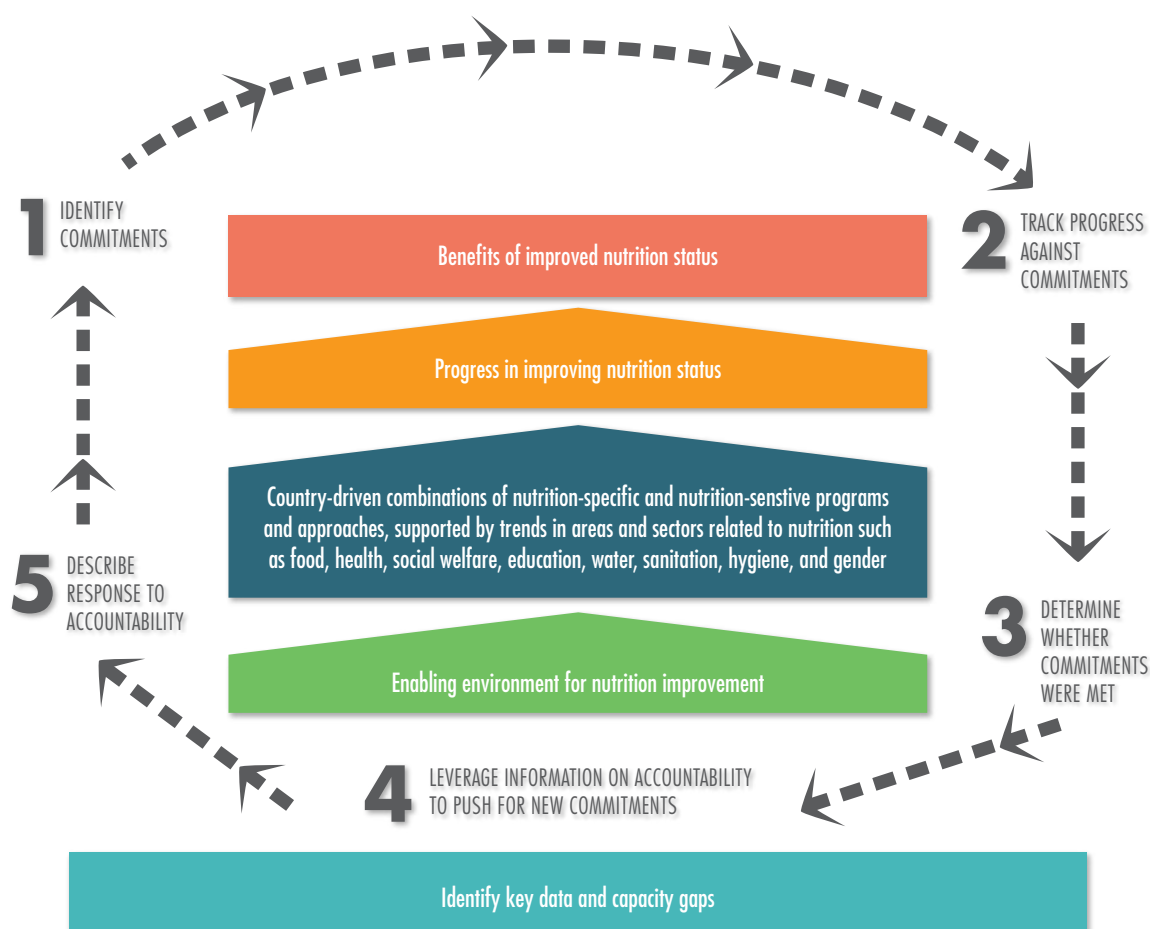 1 IDENTIFY
COMMITMENTS
2 TRACK PROGRESS
AGAINST
COMMITMENTS
Benefits of improved nutrition status
Progress in improving nutrition status
Country-driven combinations of nutrition-specific and nutrition-senstive programs
and approaches, supported by trends in areas and sectors related to nutrition such
as food, health, social welfare, education, water, sanitation, hygiene, and gender
Enabling environment for nutrition improvement
3 DETERMINE
WHETHER
COMMITMENTS
WERE MET
4 LEVERAGE INFORMATION ON ACCOUNTABILITY
TO PUSH FOR NEW COMMITMENTS
5 DESCRIBE
RESPONSE TO
ACCOUNTABILITY
Identify key data and capacity gaps